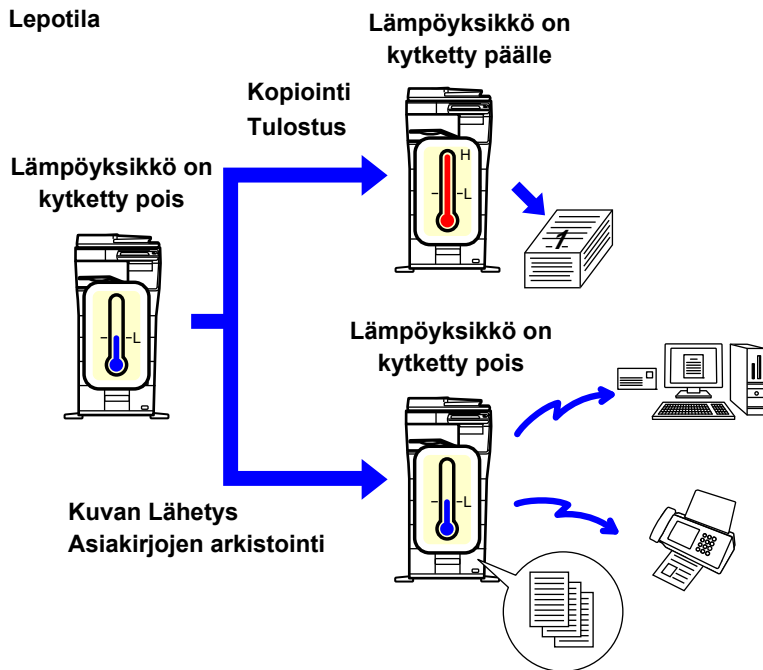 Lepotila
Lämpöyksikkö on
kytketty päälle
Kopiointi
Tulostus
Lämpöyksikkö on
kytketty pois
H
L
1
L
Lämpöyksikkö on
kytketty pois
L
Kuvan Lähetys
Asiakirjojen arkistointi